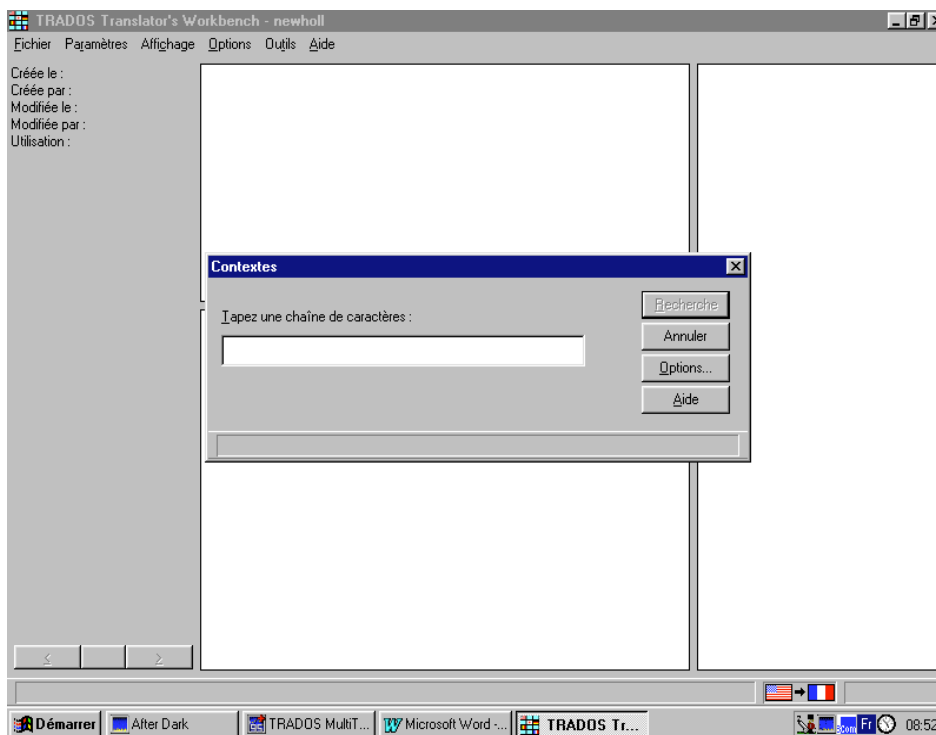 TRADOS Translator's Workbench - newholl
Fichier Paramètres Affichage Options Outils Aide
Créée le :
Créée par :
Modifiée le :
Modifiée par :
Utilisation :
Contextes
Tapez une chaîne de caractères :
Recherche
Annuler
Options...
Aide
< >
Démarrer After Dark TRADOS MultiT... Microsoft Word -... TRADOS Tr... Fr 08:52